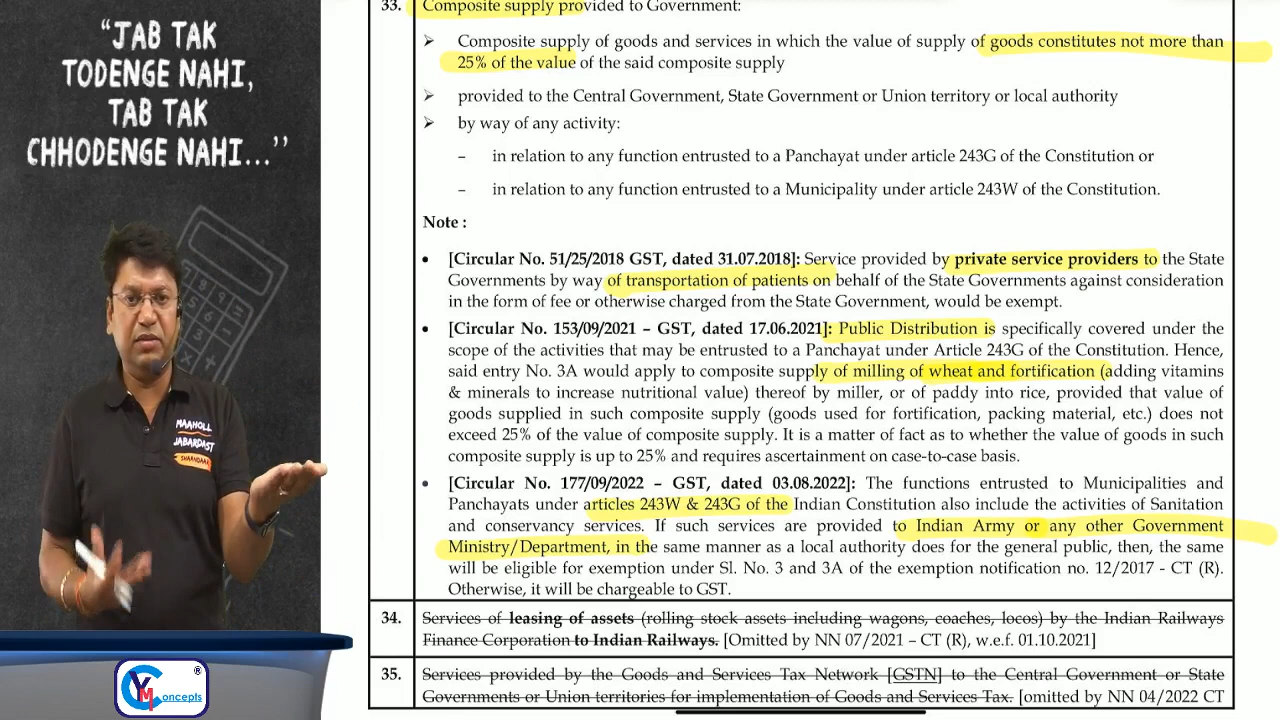 “JAB TAK
TODENGE NAHI,
TAB TAK
CHHODENGE NAHI...’’
MAAHOLL
JABARDAST
SHAANDAAR
CYM Concepts ®
33. Composite supply provided to Government:
➢ Composite supply of goods and services in which the value of supply of goods constitutes not more than
25% of the value of the said composite supply
➢ provided to the Central Government, State Government or Union territory or local authority
➢ by way of any activity:
– in relation to any function entrusted to a Panchayat under article 243G of the Constitution or
– in relation to any function entrusted to a Municipality under article 243W of the Constitution.
Note :
• [Circular No. 51/25/2018 GST, dated 31.07.2018]: Service provided by private service providers to the State
Governments by way of transportation of patients on behalf of the State Governments against consideration
in the form of fee or otherwise charged from the State Government, would be exempt.
• [Circular No. 153/09/2021 – GST, dated 17.06.2021]: Public Distribution is specifically covered under the
scope of the activities that may be entrusted to a Panchayat under Article 243G of the Constitution. Hence,
said entry No. 3A would apply to composite supply of milling of wheat and fortification (adding vitamins
& minerals to increase nutritional value) thereof by miller, or of paddy into rice, provided that value of
goods supplied in such composite supply (goods used for fortification, packing material, etc.) does not
exceed 25% of the value of composite supply. It is a matter of fact as to whether the value of goods in such
composite supply is up to 25% and requires ascertainment on case-to-case basis.
• [Circular No. 177/09/2022 – GST, dated 03.08.2022]: The functions entrusted to Municipalities and
Panchayats under articles 243W & 243G of the Indian Constitution also include the activities of Sanitation
and conservancy services. If such services are provided to Indian Army or any other Government
Ministry/Department, in the same manner as a local authority does for the general public, then, the same
will be eligible for exemption under Sl. No. 3 and 3A of the exemption notification no. 12/2017 - CT (R).
Otherwise, it will be chargeable to GST.
34. Services of leasing of assets (rolling stock assets including wagons, coaches, locos) by the Indian Railways
Finance Corporation to Indian Railways. [Omitted by NN 07/2021 – CT (R), w.e.f. 01.10.2021]
35. Services provided by the Goods and Services Tax Network [GSTN] to the Central Government or State
Governments or Union territories for implementation of Goods and Services Tax. [omitted by NN 04/2022 CT